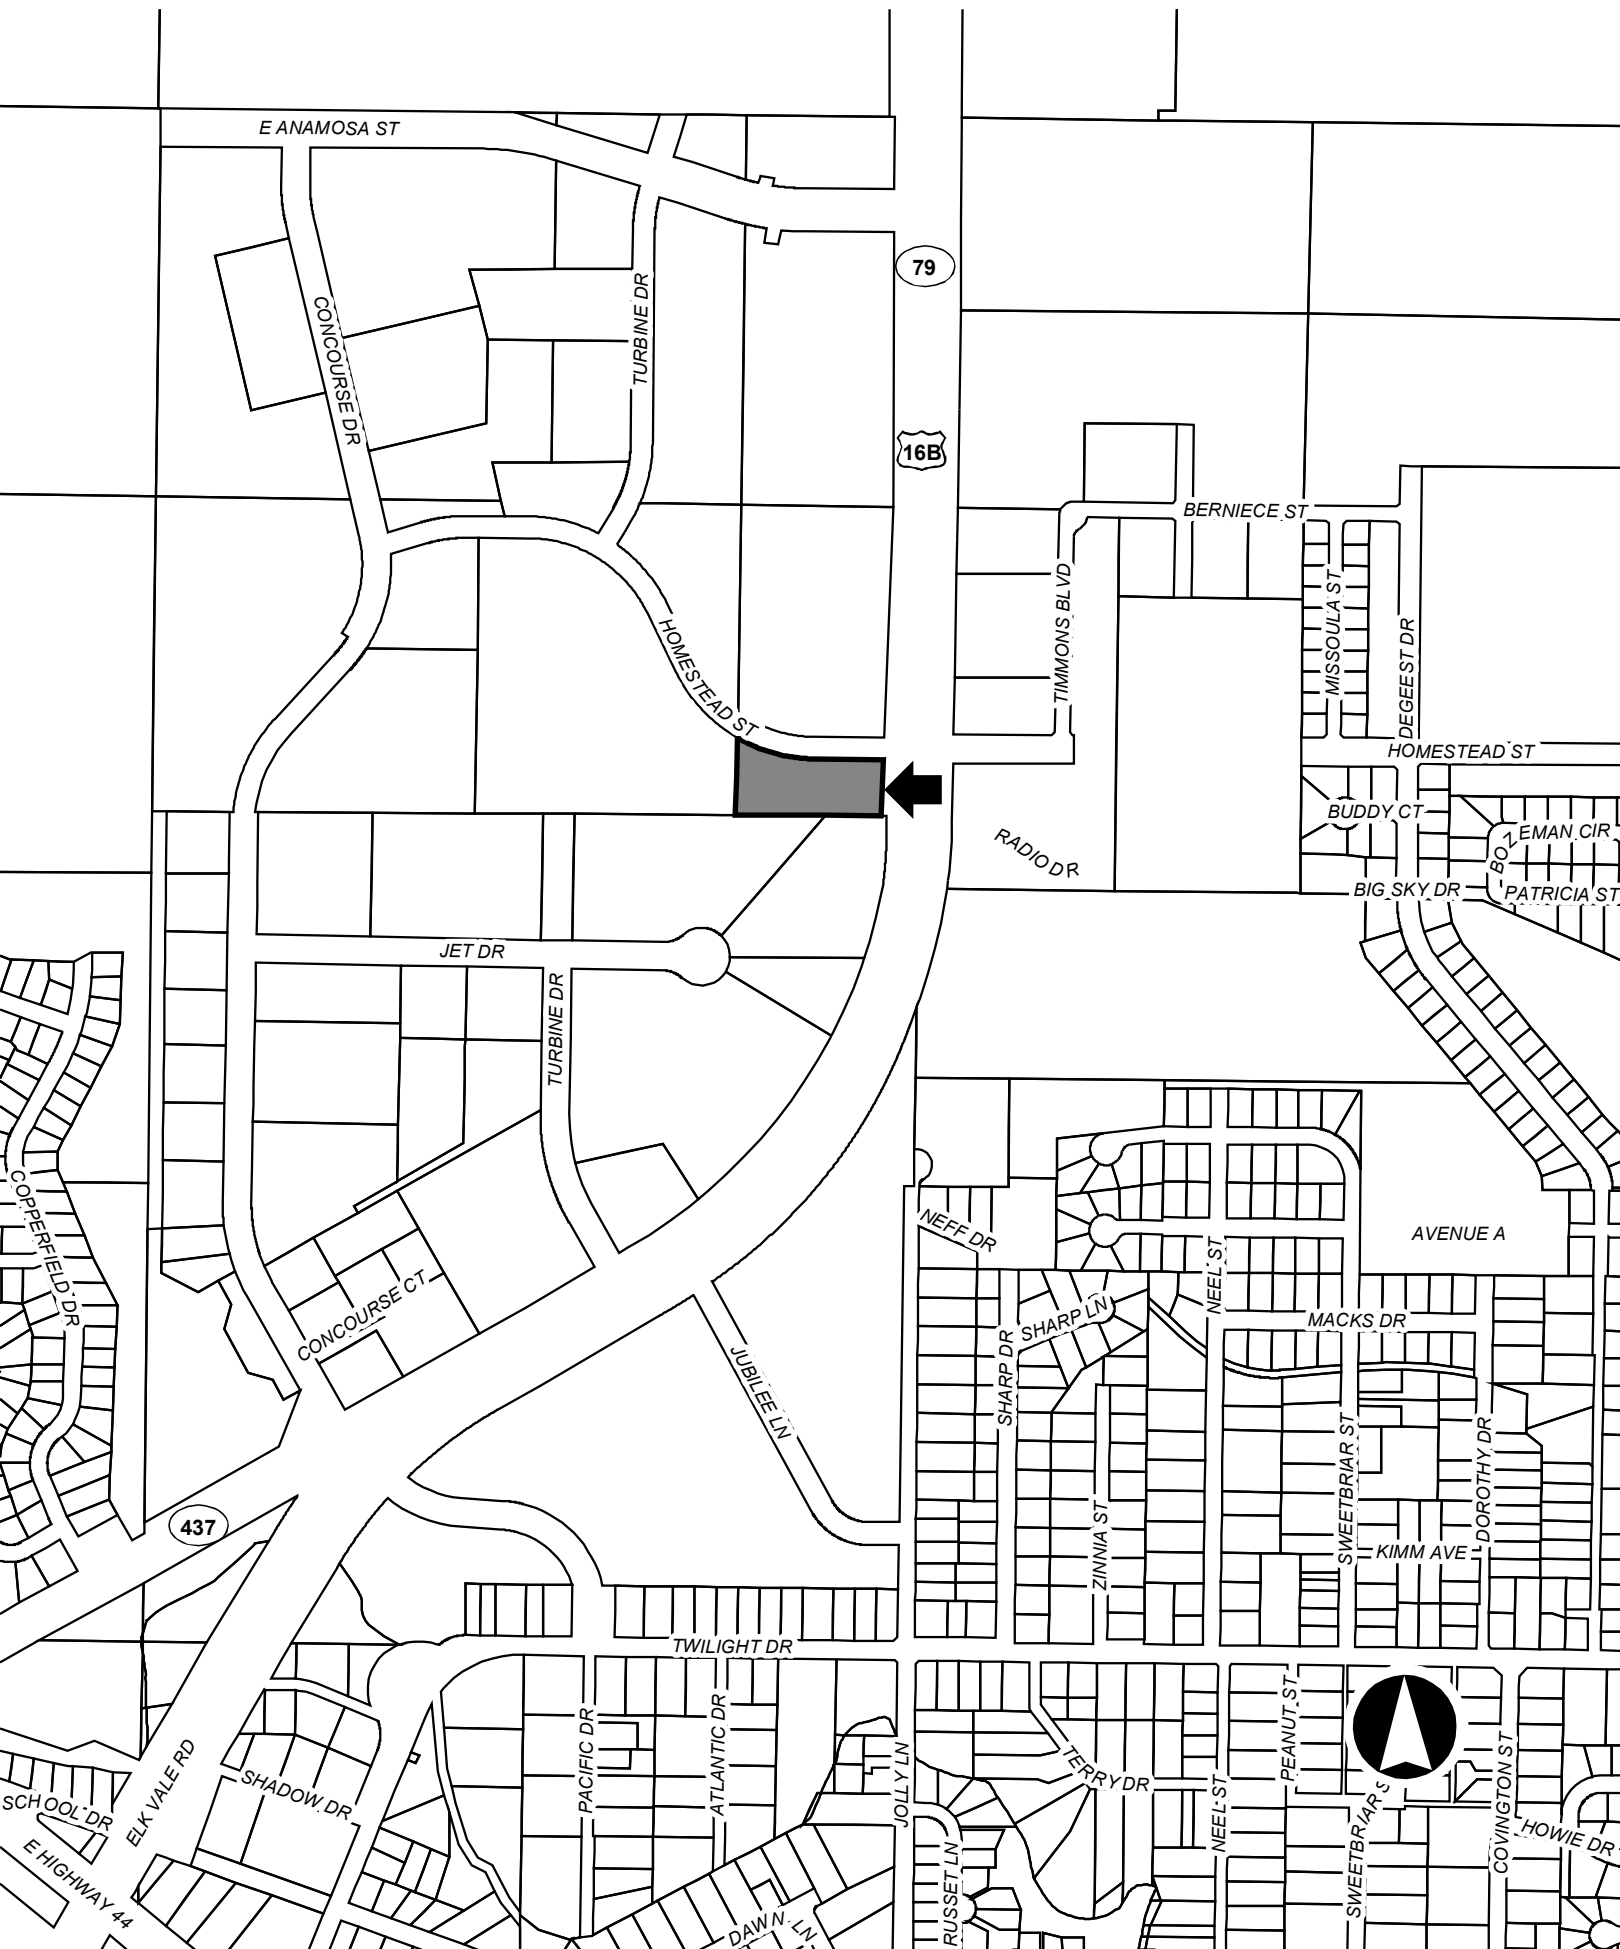 E ANAMOSA ST
79
CONCOURSE DR
TURBINE DR
16B
BERNIECE ST
TIMMONS BLVD
MISSOULA ST
DEGEEST DR
HOMESTEAD ST
HOMESTEAD ST
BUDDY CT
BOZEMAN CIR
RADIO DR
BIG SKY DR
PATRICIA ST
JET DR
TURBINE DR
COPPERFIELD DR
NEFF DR
AVENUE A
NEEL ST
CONCOURSE CT
SHARP LN
MACKS DR
SHARP DR
JUBILEE LN
SWEETBRIAR ST
DOROTHY DR
437
ZINNIA ST
KIMM AVE
TWILIGHT DR
PEANUT ST
PACIFIC DR
ATLANTIC DR
JOLLY LN
TERRY DR
NEEL ST
COVINGTON ST
ELK VALE RD
SHADOW DR
SCHOOL DR
SWEETBRIAR S
HOWIE DR
E HIGHWAY 44
RUSSET LN
DAWN LN